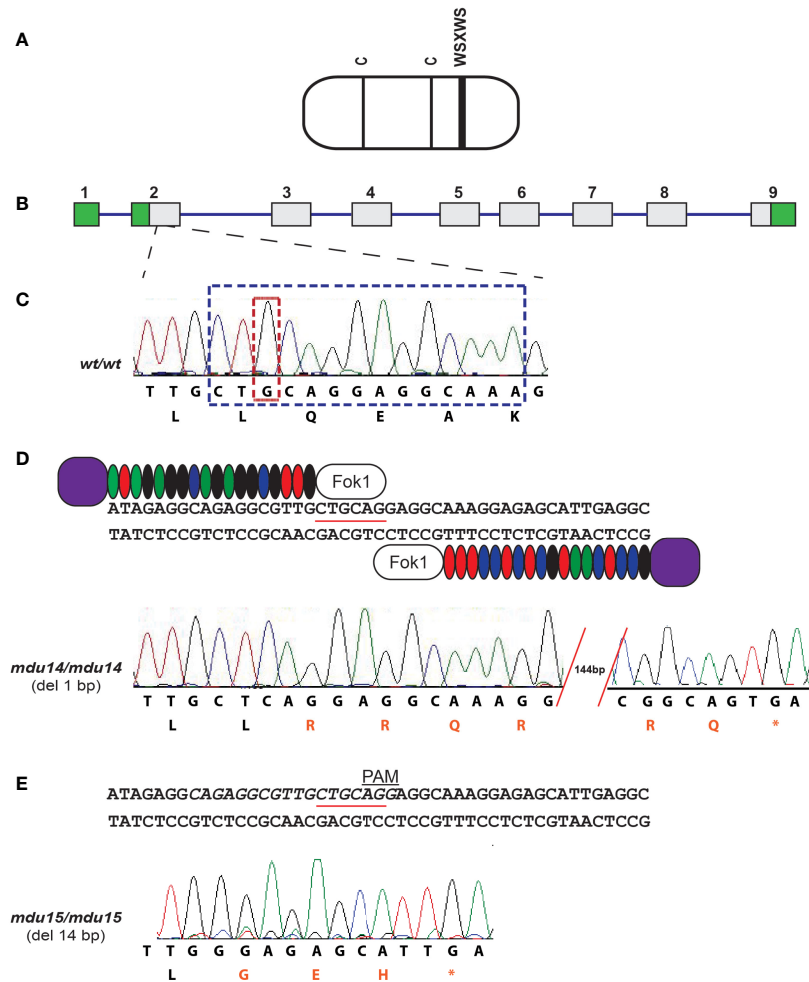 A
C C WSXWS
B
1 2 3 4 5 6 7 8 9
C
wt/wt
T T G C T G C A G G A G G C A A A G
L L Q E A K
D
Fok1
ATAGAGGCAGAGGCGTTGCTGCAGGAGGCAAAGGAGAGCATTGAGGC
TATCTCCGTCTCCGCAACGACGTCCTCCGTTTCCTCTCGTAACTCCG
Fok1
mdu14/mdu14
(del 1 bp)
144bp
T T G C T C A G G A G G C A A A G G C G G C A G T G A
L L R R Q R R Q *
E
PAM
ATAGAGGCAGAGGCGTTGCTGCAGGAGGCAAAGGAGAGCATTGAGGC
TATCTCCGTCTCCGCAACGACGTCCTCCGTTTCCTCTCGTAACTCCG
mdu15/mdu15
(del 14 bp)
T T G G G A G A G C A T T G A
L G E H *